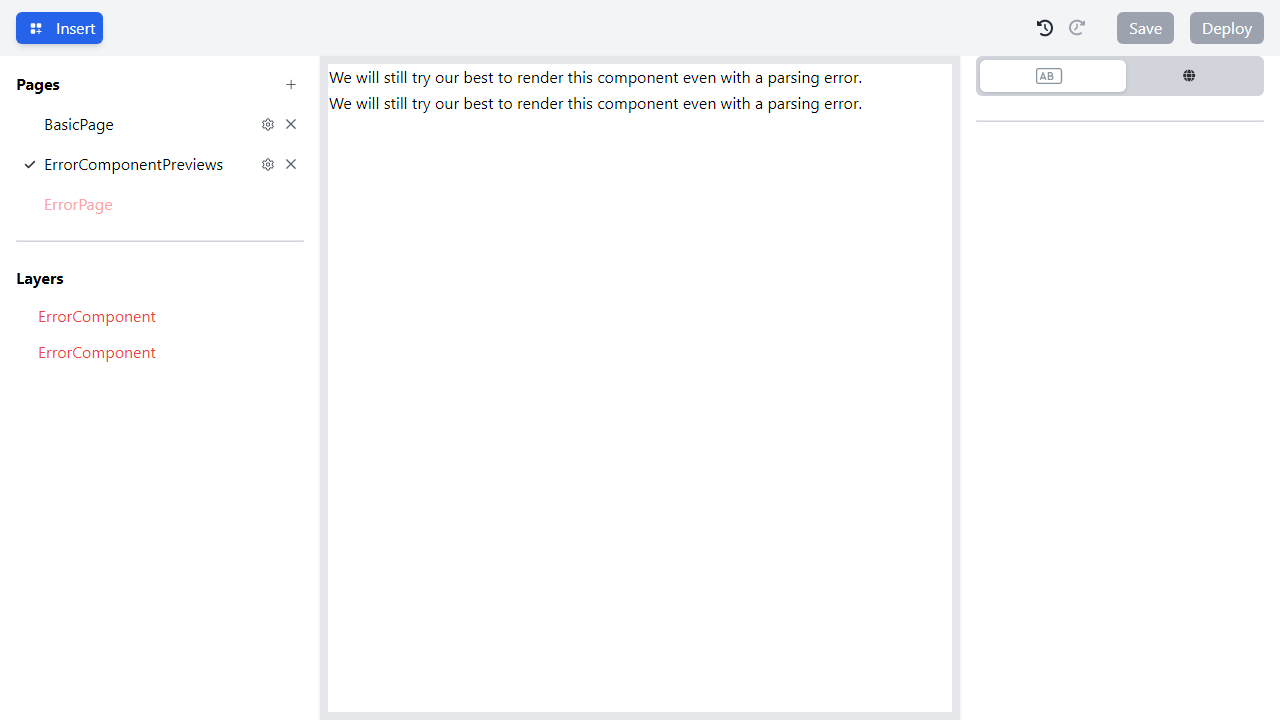 Insert
Save
Deploy
Pages
BasicPage
ErrorComponentPreviews
ErrorPage
Layers
ErrorComponent
ErrorComponent
We will still try our best to render this component even with a parsing error.
We will still try our best to render this component even with a parsing error.
AB